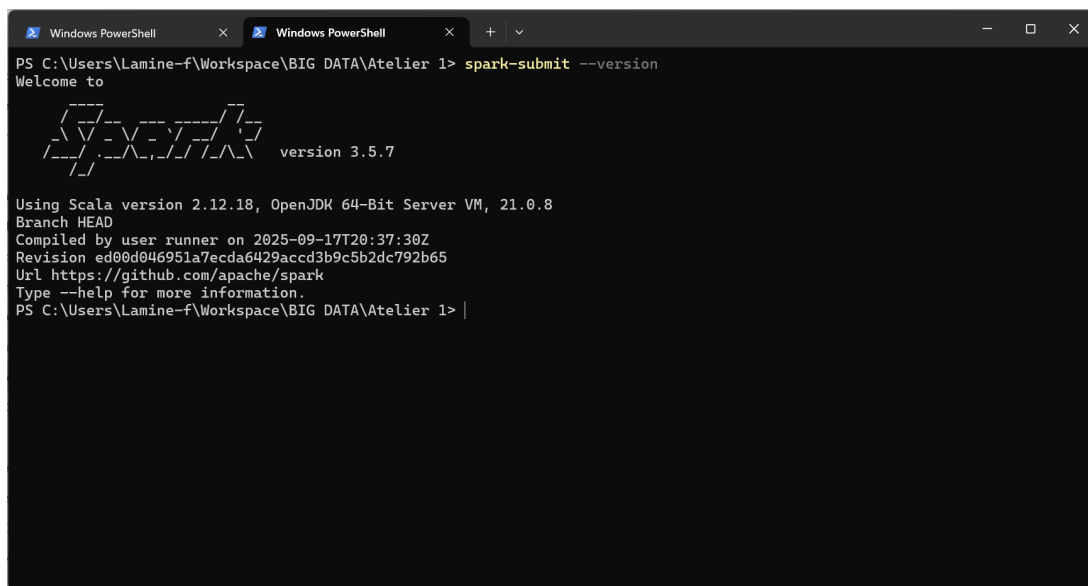 Windows PowerShell
Windows PowerShell
PS C:\Users\Lamine-f\Workspace\BIG DATA\Atelier 1> spark-submit --version
Welcome to
Spark version 3.5.7
Using Scala version 2.12.18, OpenJDK 64-Bit Server VM, 21.0.8
Branch HEAD
Compiled by user runner on 2025-09-17T20:37:30Z
Revision ed00d046951a7ecda6429accd3b9c5b2dc792b65
Url https://github.com/apache/spark
Type --help for more information.
PS C:\Users\Lamine-f\Workspace\BIG DATA\Atelier 1>